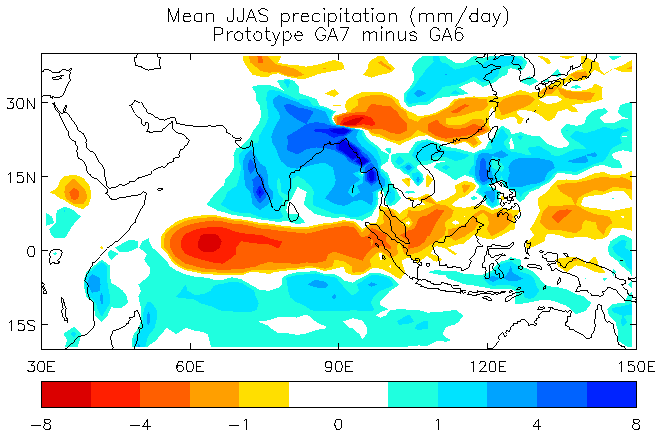 Mean JJAS precipitation (mm/day)
Prototype GA7 minus GA6
30N
15N
0
15S
30E 60E 90E 120E 150E
-8 -4 -1 0 1 4 8